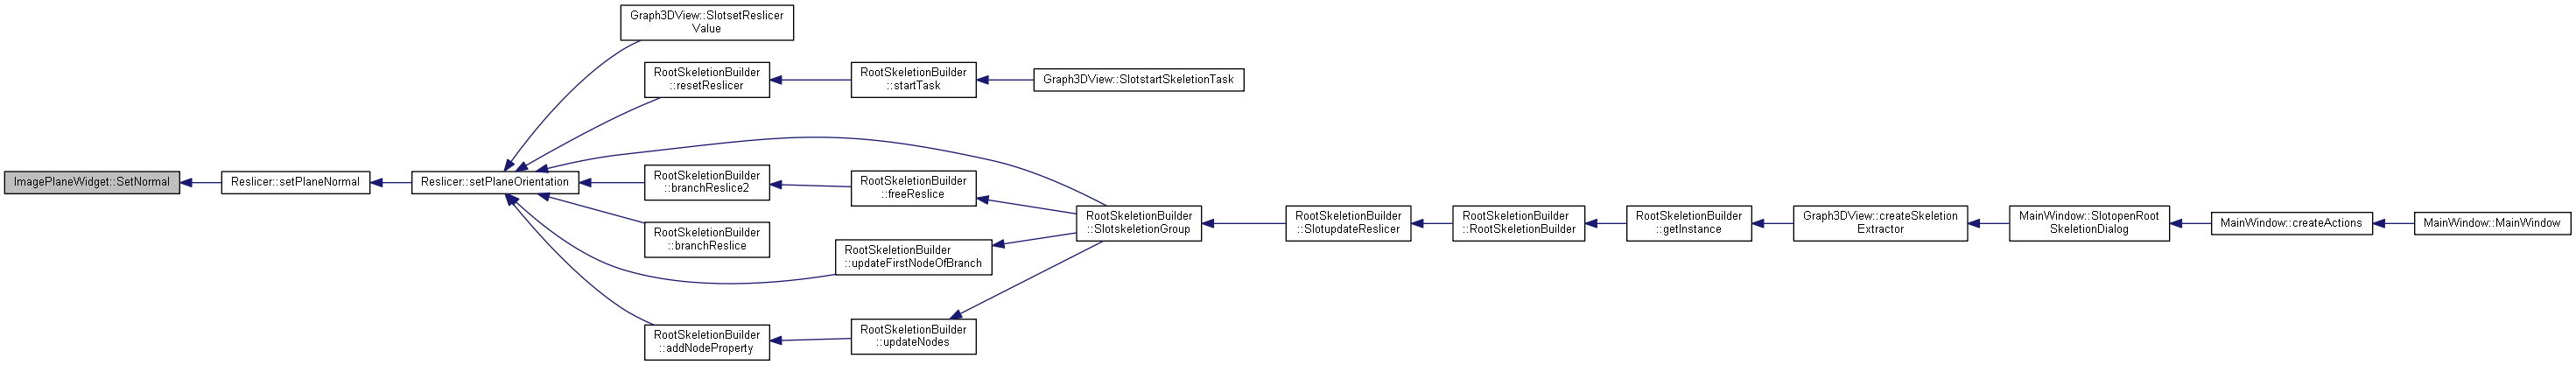 Graph3DView::SlotsetReslicer
Value
RootSkeletionBuilder
::resetReslicer
RootSkeletionBuilder
::startTask
Graph3DView::SlotstartSkeletionTask
ImagePlaneWidget::SetNormal
Reslicer::setPlaneNormal
Reslicer::setPlaneOrientation
RootSkeletionBuilder
::branchReslice2
RootSkeletionBuilder
::freeReslice
RootSkeletionBuilder
::branchReslice
RootSkeletionBuilder
::updateFirstNodeOfBranch
RootSkeletionBuilder
::addNodeProperty
RootSkeletionBuilder
::updateNodes
RootSkeletionBuilder
::SlotskeletionGroup
RootSkeletionBuilder
::SlotupdateReslicer
RootSkeletionBuilder
::RootSkeletionBuilder
RootSkeletionBuilder
::getInstance
Graph3DView::createSkeletion
Extractor
MainWindow::SlotopenRoot
SkeletionDialog
MainWindow::createActions
MainWindow::MainWindow